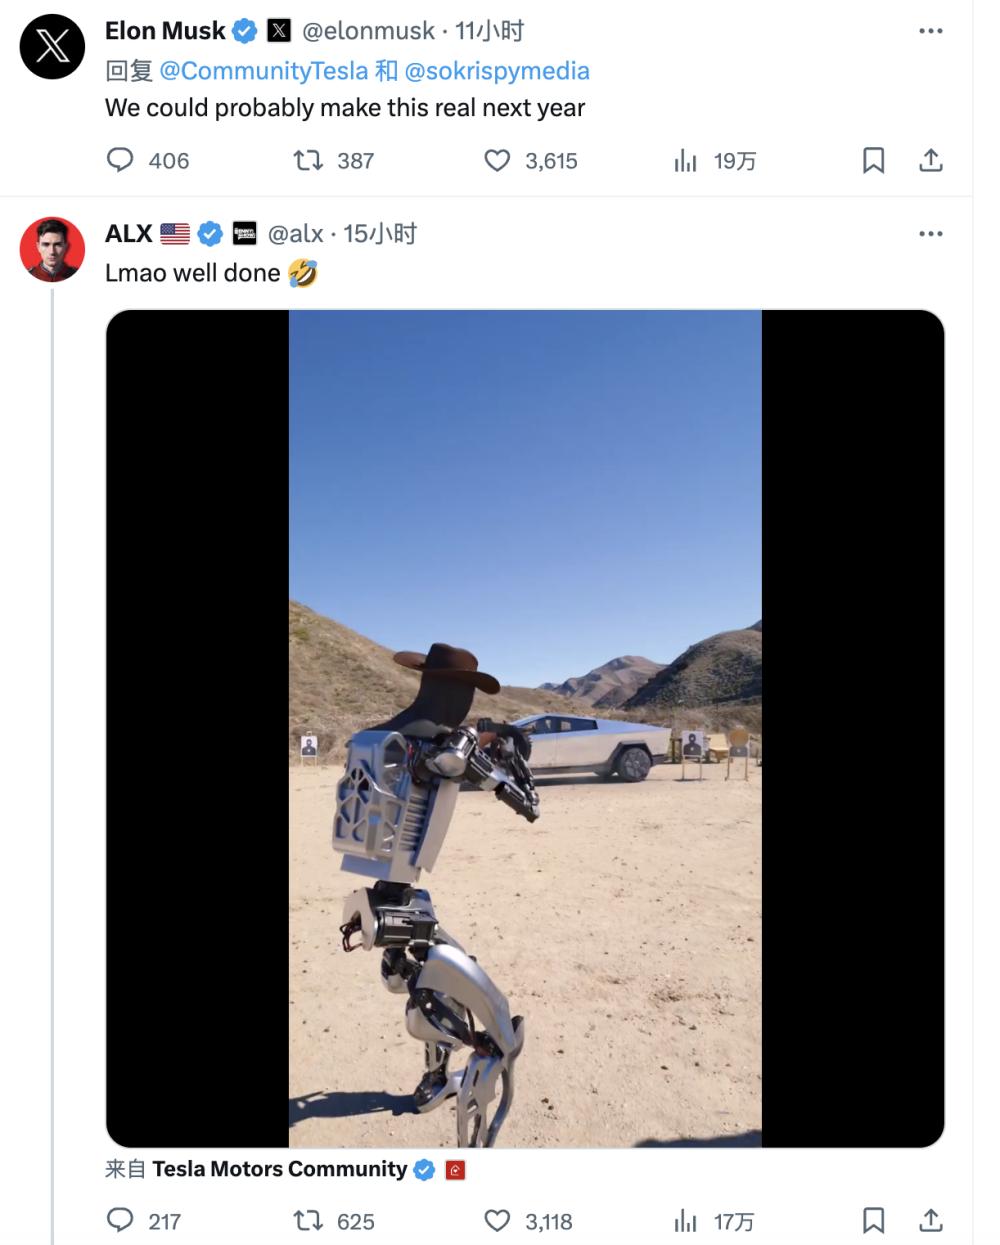 Elon Musk @elonmusk · 11小时
回复 @CommunityTesla 和 @sokrispymedia
We could probably make this real next year
406 387 3,615 19万
ALX @alx · 15小时
Lmao well done 🤣
来自 Tesla Motors Community
217 625 3,118 17万